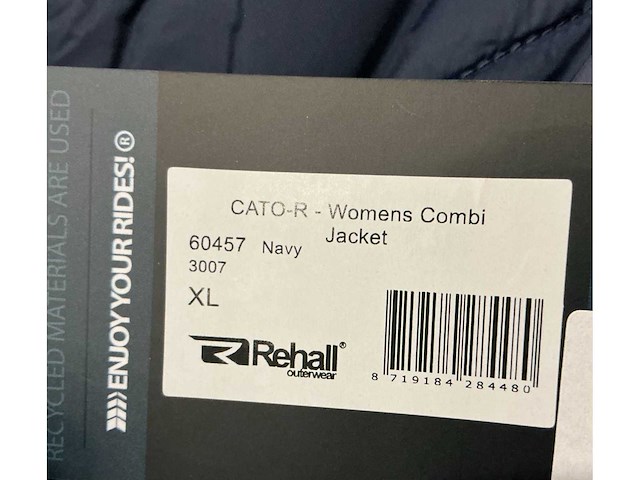 RECYCLED MATERIALS ARE USED
ENJOY YOUR RIDES!®
CATO-R - Womens Combi
Jacket
60457 Navy
3007
XL
Rehall®
outerwear
8 719184 284480